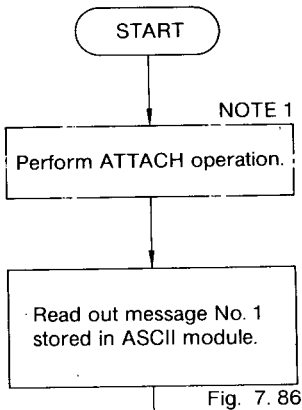 START
NOTE 1
Perform ATTACH operation.
Read out message No. 1
stored in ASCII module.
Fig. 7. 86